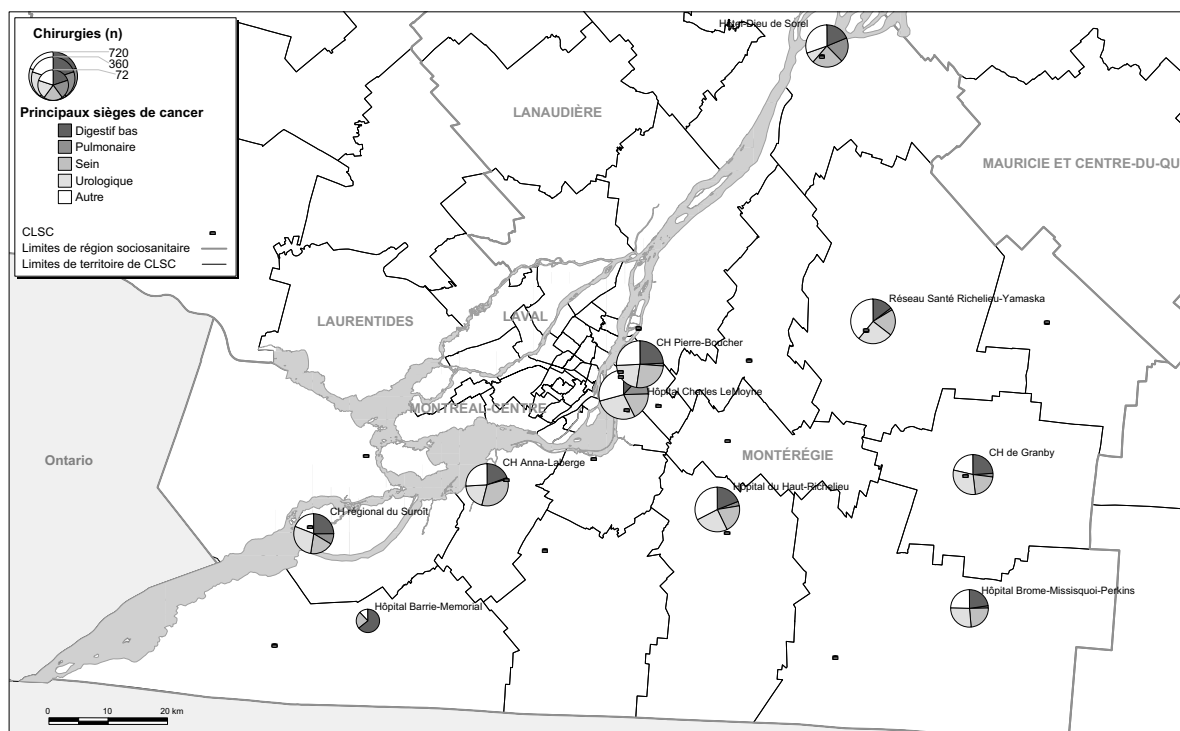 Chirurgies (n)
720
360
72
Principaux sièges de cancer
Digestif bas
Pulmonaire
Sein
Urologique
Autre
CLSC
Limites de région sociosanitaire
Limites de territoire de CLSC
Hôtel-Dieu de Sorel
LANAUDIÈRE
MAURICIE ET CENTRE-DU-QU
Réseau Santé Richelieu-Yamaska
LAURENTIDES
LAVAL
CH Pierre-Boucher
Hôpital Charles LeMoyne
MONTRÉAL-CENTRE
Ontario
CH Anna-Laberge
MONTÉRÉGIE
CH de Granby
Hôpital du Haut-Richelieu
CH régional du Suroît
Hôpital Barrie-Memorial
Hôpital Brome-Missisquoi-Perkins
0 10 20 km